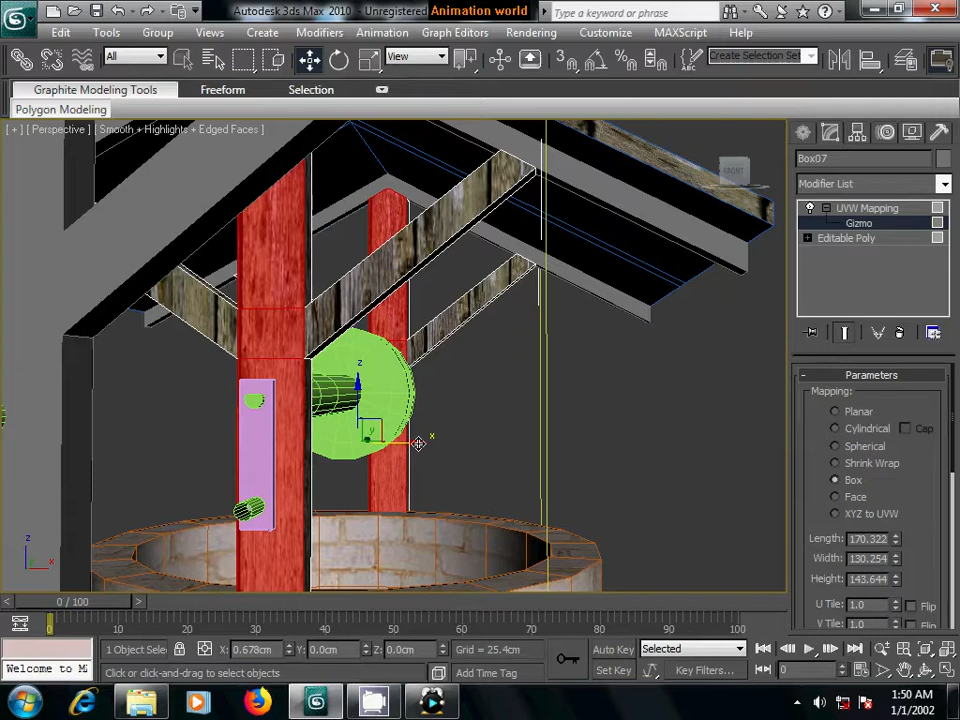 Autodesk 3ds Max 2010 - Unregistered
Animation world
Type a keyword or phrase
Edit Tools Group Views Create Modifiers Animation Graph Editors Rendering Customize MAXScript Help
All
View
Create Selection Set
Graphite Modeling Tools Freeform Selection
Polygon Modeling
[ + ] [ Perspective ] [ Smooth + Highlights + Edged Faces ]
FRONT
Box07
Modifier List
UVW Mapping
Gizmo
Editable Poly
z
y
x
z
x
Parameters
Mapping:
Planar
Cylindrical Cap
Spherical
Shrink Wrap
Box
Face
XYZ to UVW
Length: 170.322
Width: 130.254
Height: 143.644
U Tile: 1.0 Flip
V Tile: 1.0 Flip
0 / 100
0 10 20 30 40 50 60 70 80 90 100
1 Object Selec X: 0.678cm Y: 0.0cm Z: 0.0cm Grid = 25.4cm Auto Key Selected
Welcome to M Click or click-and-drag to select objects Add Time Tag Set Key Key Filters... 0
1:50 AM
1/1/2002